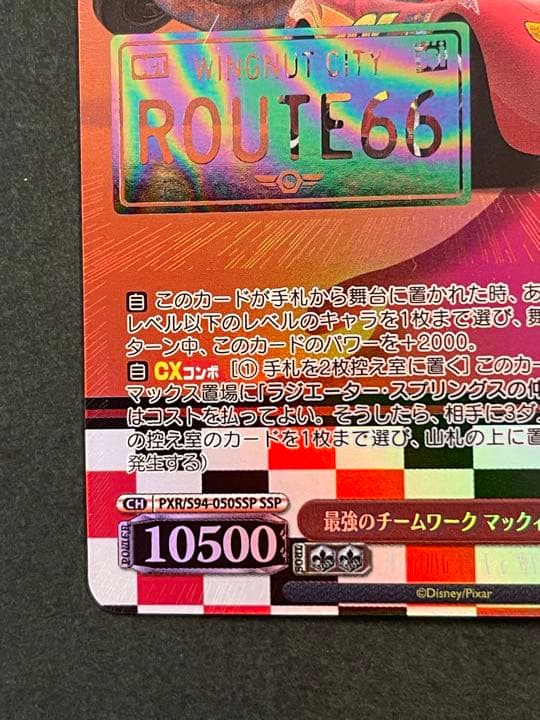 WINGNUT CITY
ROUTE66
自 このカードが手札から舞台に置かれた時、あ
レベル以下のレベルのキャラを1枚まで選び、舞
ターン中、このカードのパワーを+2000。
自 CXコンボ [① 手札を2枚控え室に置く] このカー
マックス置場に「ラジエーター・スプリングスの仲
はコストを払ってよい。そうしたら、相手に3ダメ
の控え室のカードを1枚まで選び、山札の上に置
発生する)
CH PXR/S94-050SSP SSP
最強のチームワーク マックィ
POWER 10500 SOUL
©Disney/Pixar